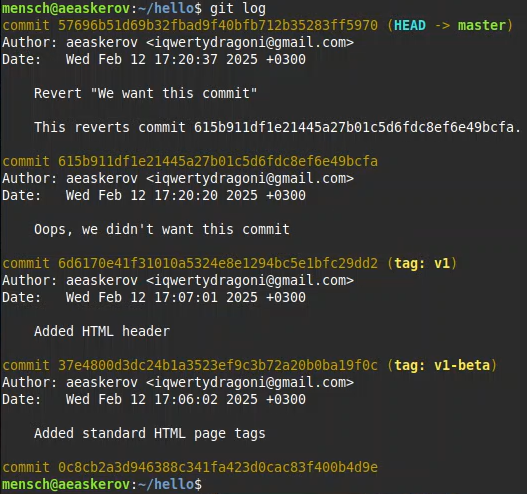 mensch@aeaskerov:~/hello$ git log
commit 57696b51d69b32fbad9f40bfb712b35283ff5970 (HEAD -> master)
Author: aeaskerov <iqwertydragoni@gmail.com>
Date:   Wed Feb 12 17:20:37 2025 +0300
Revert "We want this commit"
This reverts commit 615b911df1e21445a27b01c5d6fdc8ef6e49bcfa.
commit 615b911df1e21445a27b01c5d6fdc8ef6e49bcfa
Author: aeaskerov <iqwertydragoni@gmail.com>
Date:   Wed Feb 12 17:20:20 2025 +0300
Oops, we didn't want this commit
commit 6d6170e41f31010a5324e8e1294bc5e1bfc29dd2 (tag: v1)
Author: aeaskerov <iqwertydragoni@gmail.com>
Date:   Wed Feb 12 17:07:01 2025 +0300
Added HTML header
commit 37e4800d3dc24b1a3523ef9c3b72a20b0ba19f0c (tag: v1-beta)
Author: aeaskerov <iqwertydragoni@gmail.com>
Date:   Wed Feb 12 17:06:02 2025 +0300
Added standard HTML page tags
commit 0c8cb2a3d946388c341fa423d0cac83f400b4d9e
mensch@aeaskerov:~/hello$